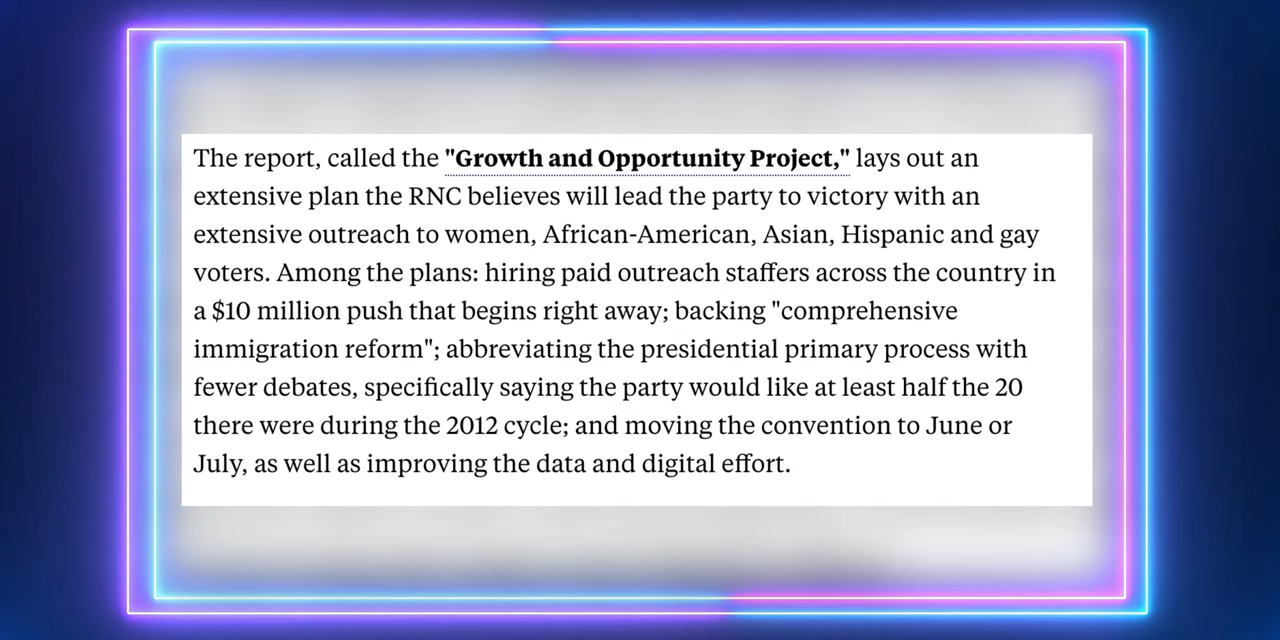 The report, called the "Growth and Opportunity Project," lays out an
extensive plan the RNC believes will lead the party to victory with an
extensive outreach to women, African-American, Asian, Hispanic and gay
voters. Among the plans: hiring paid outreach staffers across the country in
a $10 million push that begins right away; backing "comprehensive
immigration reform"; abbreviating the presidential primary process with
fewer debates, specifically saying the party would like at least half the 20
there were during the 2012 cycle; and moving the convention to June or
July, as well as improving the data and digital effort.